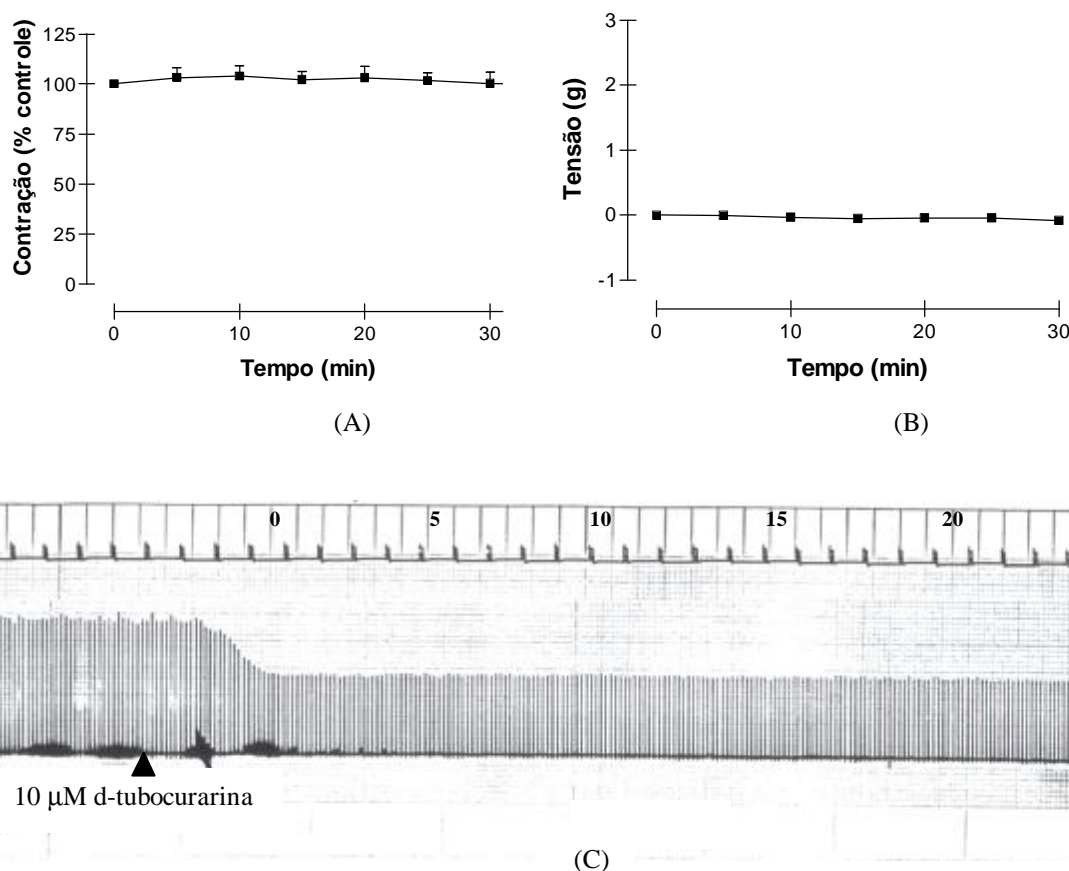 125
100
75
50
25
0
Contração (% controle)
0 10 20 30
Tempo (min)
(A)
3
2
1
0
-1
Tensão (g)
0 10 20 30
Tempo (min)
(B)
0 5 10 15 20
10 μM d-tubocurarina
(C)